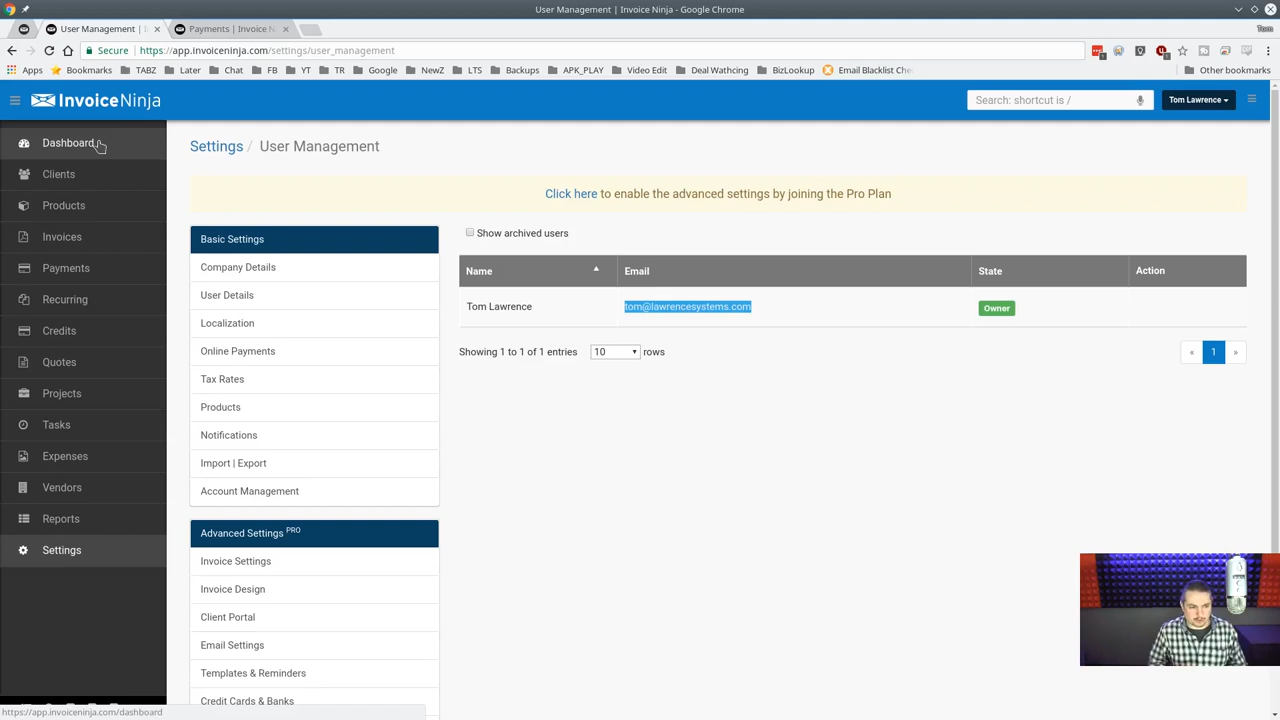 User Management | Invoice Ninja - Google Chrome
User Management | I
Payments | Invoice N
Tom
Secure
https://app.invoiceninja.com/settings/user_management
Apps
Bookmarks
TABZ
Later
Chat
FB
YT
TR
Google
NewZ
LTS
Backups
APK_PLAY
Video Edit
Deal Wathcing
BizLookup
Email Blacklist Che
Other bookmarks
InvoiceNinja
Search: shortcut is /
Tom Lawrence
Dashboard
Clients
Products
Invoices
Payments
Recurring
Credits
Quotes
Projects
Tasks
Expenses
Vendors
Reports
Settings
Settings / User Management
Click here to enable the advanced settings by joining the Pro Plan
Basic Settings
Company Details
User Details
Localization
Online Payments
Tax Rates
Products
Notifications
Import | Export
Account Management
Advanced Settings PRO
Invoice Settings
Invoice Design
Client Portal
Email Settings
Templates & Reminders
Credit Cards & Banks
Show archived users
Name Email State Action
Tom Lawrence tom@lawrencesystems.com Owner
Showing 1 to 1 of 1 entries 10 rows
« 1 »
https://app.invoiceninja.com/dashboard